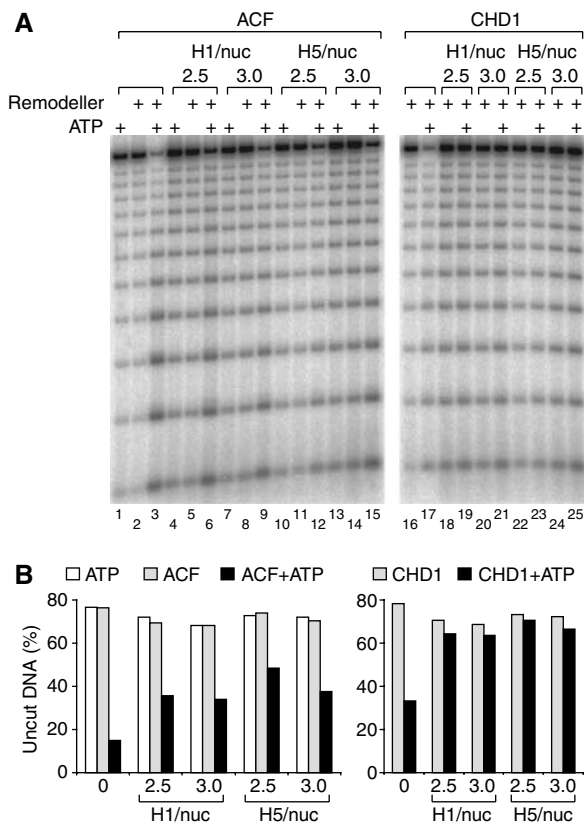 A
ACF CHD1
H1/nuc H5/nuc H1/nuc H5/nuc
2.5 3.0 2.5 3.0 2.5 3.0 2.5 3.0
Remodeller + + + + + + + + + + + + + + + + + + + +
ATP + + + + + + + + + + + + + + +
1 2 3 4 5 6 7 8 9 10 11 12 13 14 15 16 17 18 19 20 21 22 23 24 25
B
ATP ACF ACF+ATP CHD1 CHD1+ATP
Uncut DNA (%)
80 80
60 60
40 40
20 20
0 0
0 2.5 3.0 2.5 3.0 0 2.5 3.0 2.5 3.0
H1/nuc H5/nuc H1/nuc H5/nuc